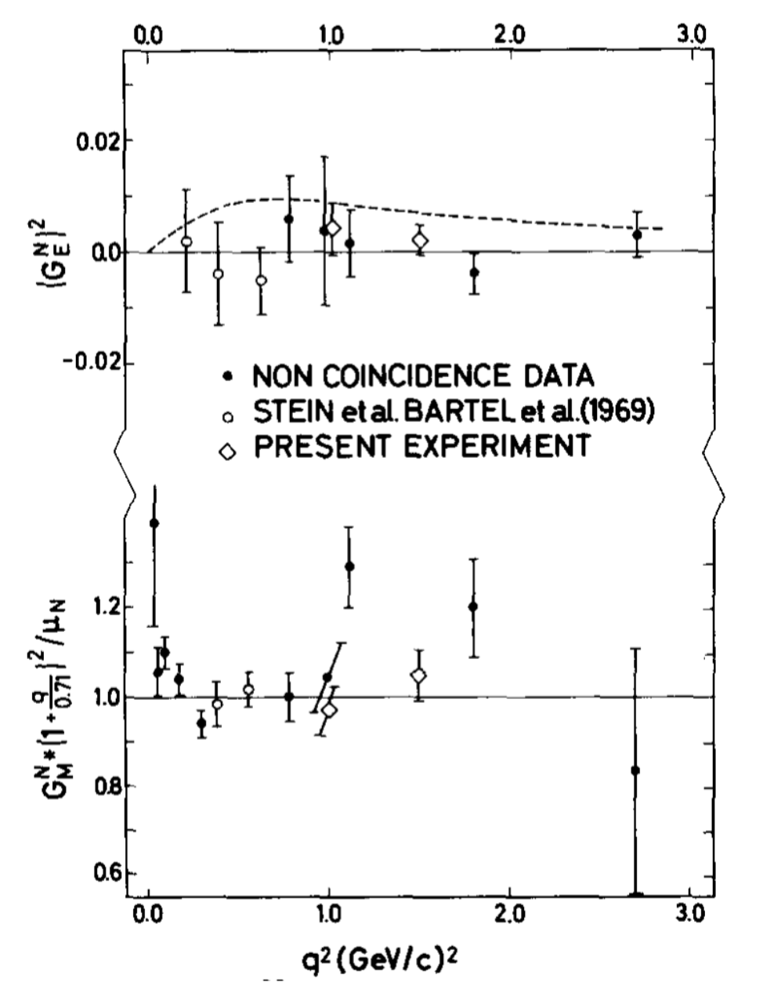 0.0 1.0 2.0 3.0
0.02
0.0
-0.02
(G_E^N)^2
• NON COINCIDENCE DATA
○ STEIN et al. BARTEL et al.(1969)
◇ PRESENT EXPERIMENT
1.2
1.0
0.8
0.6
G_M^N*(1+q/0.71)^2/μ_N
0.0 1.0 2.0 3.0
q² (GeV/c)²